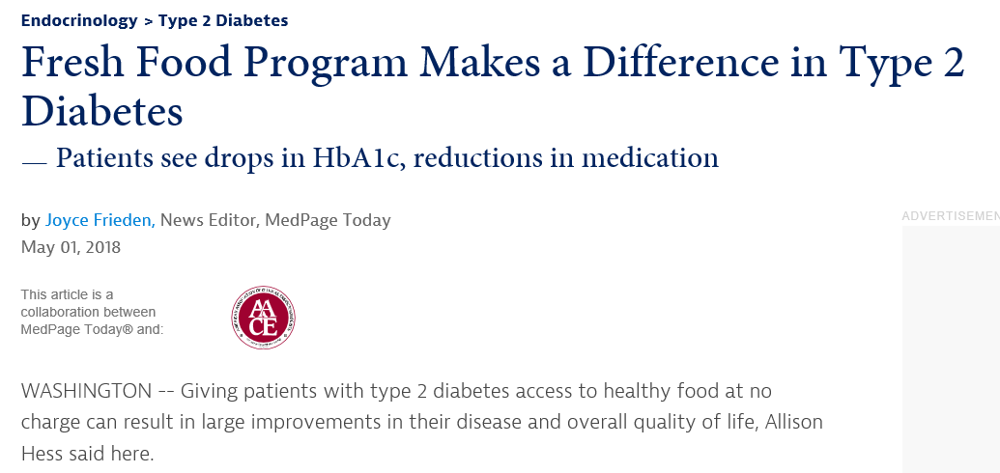 Endocrinology > Type 2 Diabetes
Fresh Food Program Makes a Difference in Type 2
Diabetes
— Patients see drops in HbA1c, reductions in medication
by Joyce Frieden, News Editor, MedPage Today
May 01, 2018
ADVERTISEMEN
This article is a
collaboration between
MedPage Today® and:
AA
CE
WASHINGTON -- Giving patients with type 2 diabetes access to healthy food at no
charge can result in large improvements in their disease and overall quality of life, Allison
Hess said here.